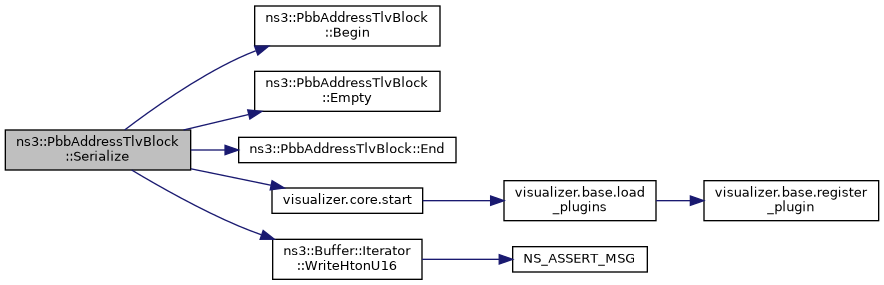 ns3::PbbAddressTlvBlock
::Serialize
ns3::PbbAddressTlvBlock
::Begin
ns3::PbbAddressTlvBlock
::Empty
ns3::PbbAddressTlvBlock::End
visualizer.core.start
visualizer.base.load
_plugins
visualizer.base.register
_plugin
ns3::Buffer::Iterator
::WriteHtonU16
NS_ASSERT_MSG